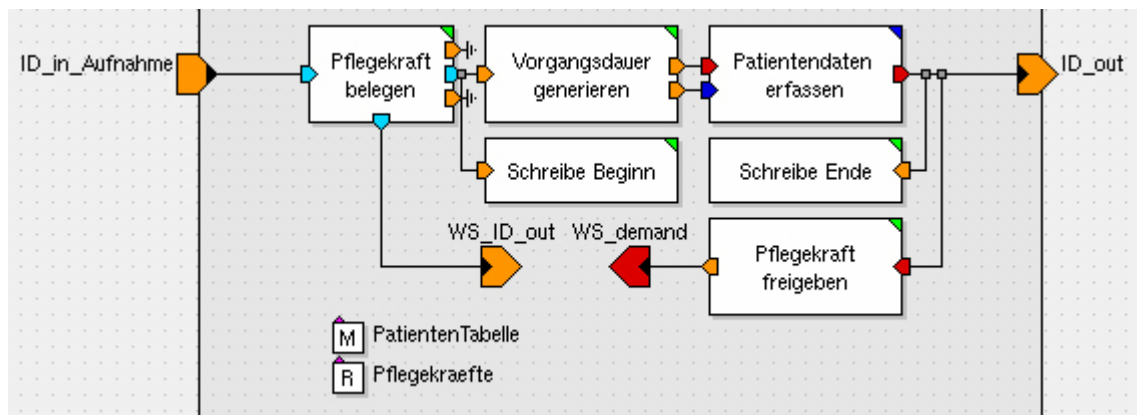 ID_in_Aufnahme
Pflegekraft
belegen
Vorgangsdauer
generieren
Patientendaten
erfassen
ID_out
Schreibe Beginn
Schreibe Ende
WS_ID_out
WS_demand
Pflegekraft
freigeben
M PatientenTabelle
R Pflegekraefte